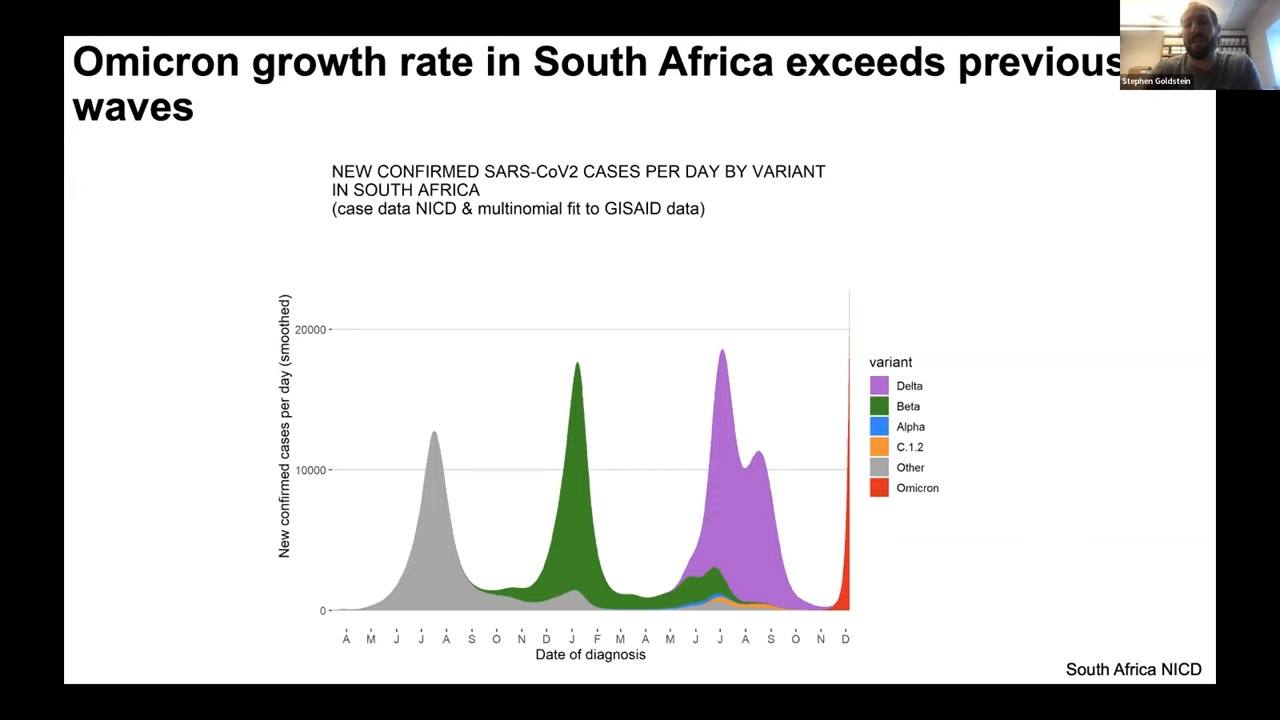 Omicron growth rate in South Africa exceeds previous
waves
Stephen Goldstein
NEW CONFIRMED SARS-CoV2 CASES PER DAY BY VARIANT
IN SOUTH AFRICA
(case data NICD & multinomial fit to GISAID data)
New confirmed cases per day (smoothed)
20000
10000
0
A M J J A S O N D J F M A M J J A S O N D
Date of diagnosis
variant
Delta
Beta
Alpha
C.1.2
Other
Omicron
South Africa NICD